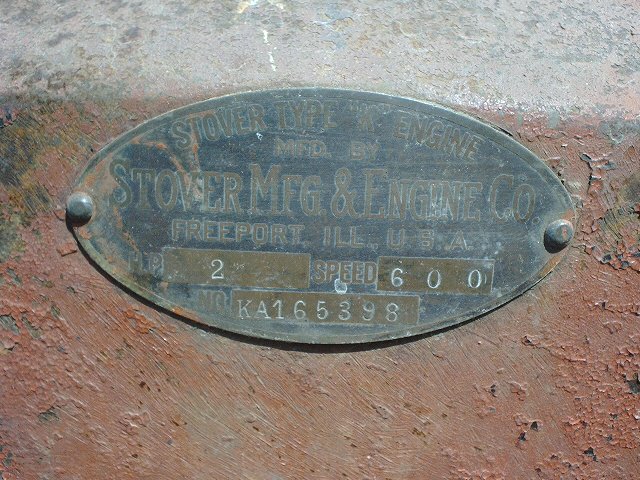 STOVER TYPE "K" ENGINE
MFD. BY
STOVER MFG. & ENGINE CO.
FREEPORT, ILL., U.S.A.
H.P. 2 SPEED 600
NO. KA165398